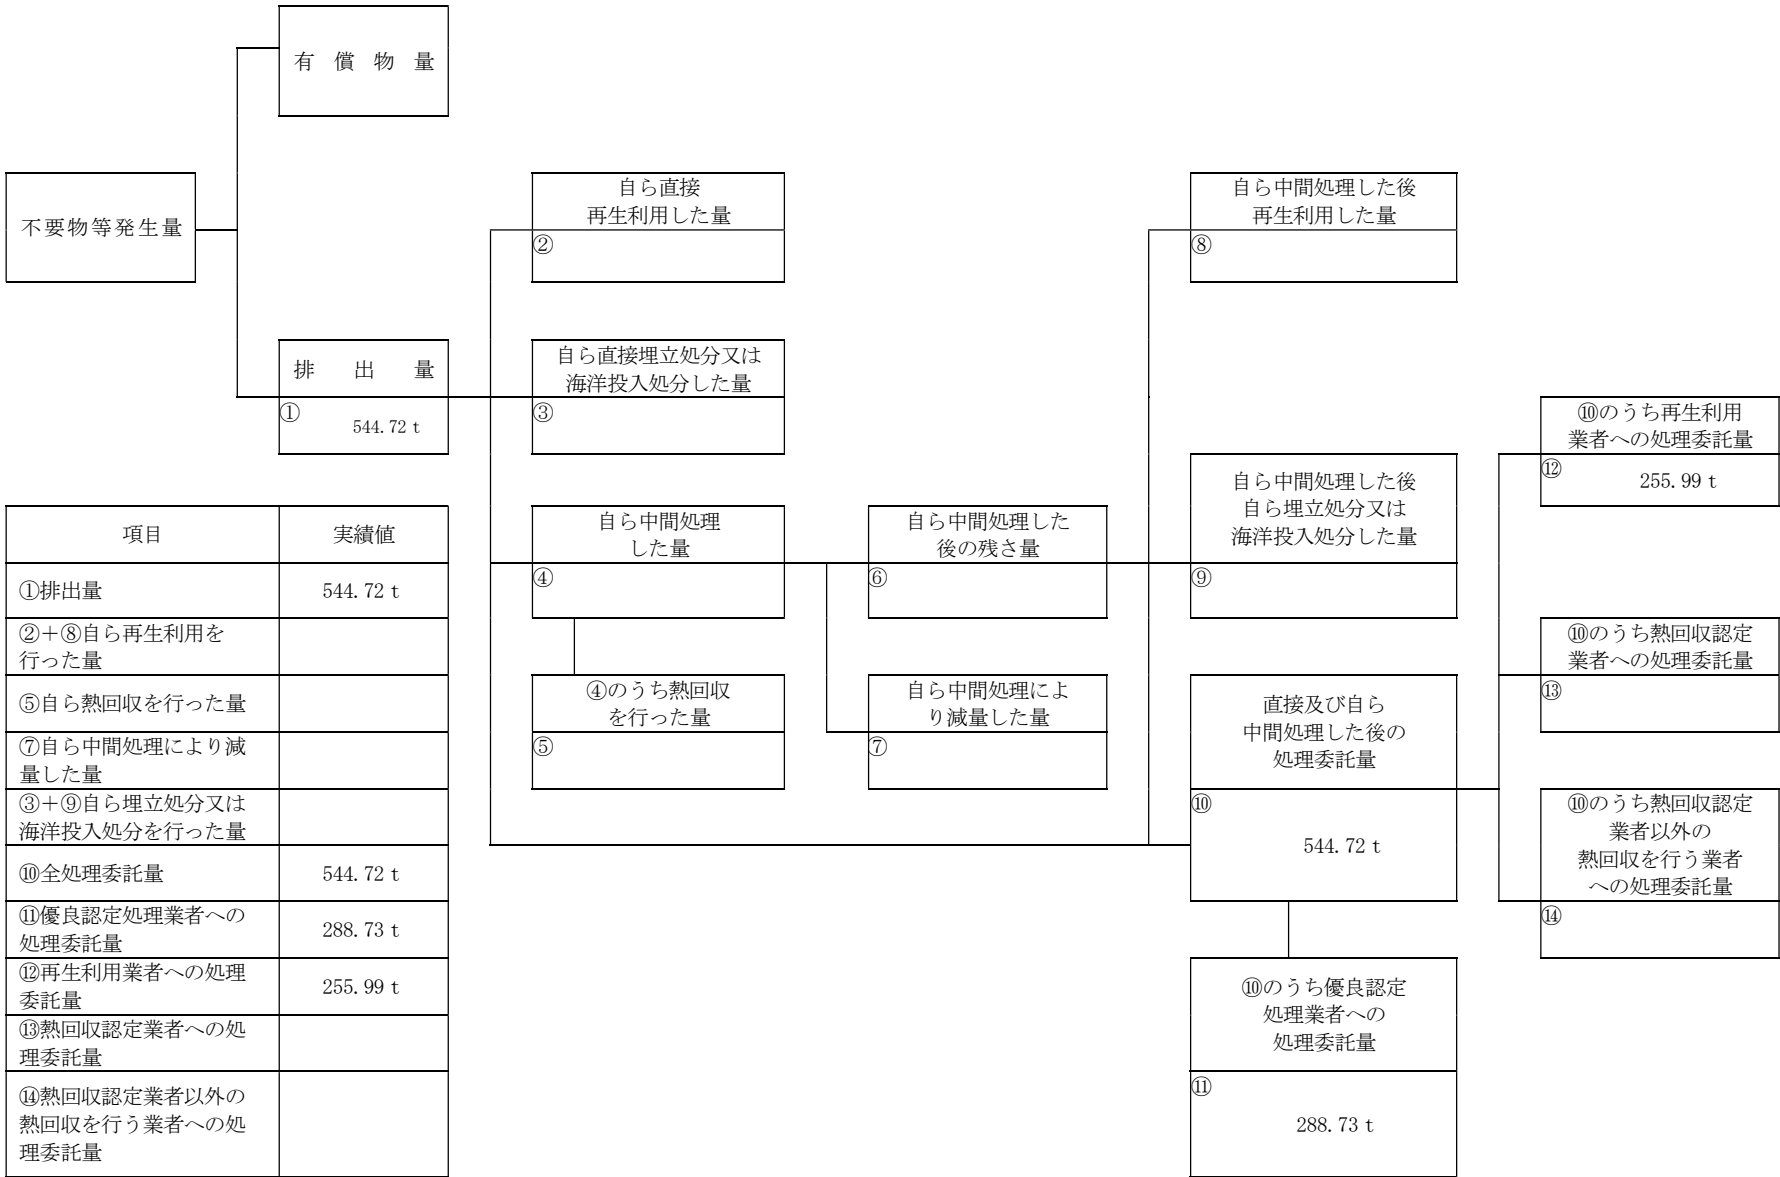 有償物量
不要物等発生量
排出量
①
544.72 t
自ら直接
再生利用した量
②
自ら直接埋立処分又は
海洋投入処分した量
③
自ら中間処理
した量
④
④のうち熱回収
を行った量
⑤
自ら中間処理した
後の残さ量
⑥
自ら中間処理によ
り減量した量
⑦
自ら中間処理した後
再生利用した量
⑧
自ら中間処理した後
自ら埋立処分又は
海洋投入処分した量
⑨
直接及び自ら
中間処理した後の
処理委託量
⑩
544.72 t
⑩のうち優良認定
処理業者への
処理委託量
⑪
288.73 t
⑩のうち再生利用
業者への処理委託量
⑫
255.99 t
⑩のうち熱回収認定
業者への処理委託量
⑬
⑩のうち熱回収認定
業者以外の
熱回収を行う業者
への処理委託量
⑭
項目 実績値
①排出量 544.72 t
②+⑧自ら再生利用を
行った量
⑤自ら熱回収を行った量
⑦自ら中間処理により減
量した量
③+⑨自ら埋立処分又は
海洋投入処分を行った量
⑩全処理委託量 544.72 t
⑪優良認定処理業者への
処理委託量
288.73 t
⑫再生利用業者への処理
委託量
255.99 t
⑬熱回収認定業者への処
理委託量
⑭熱回収認定業者以外の
熱回収を行う業者への処
理委託量